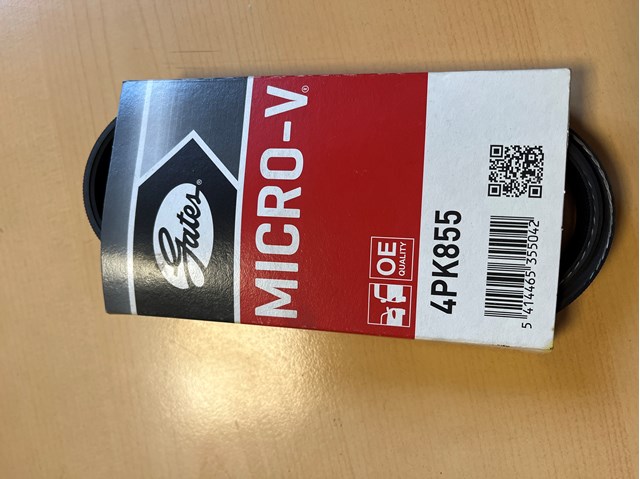 Gates®
MICRO-V®
OE
QUALITY
4PK855
5 414465 355042